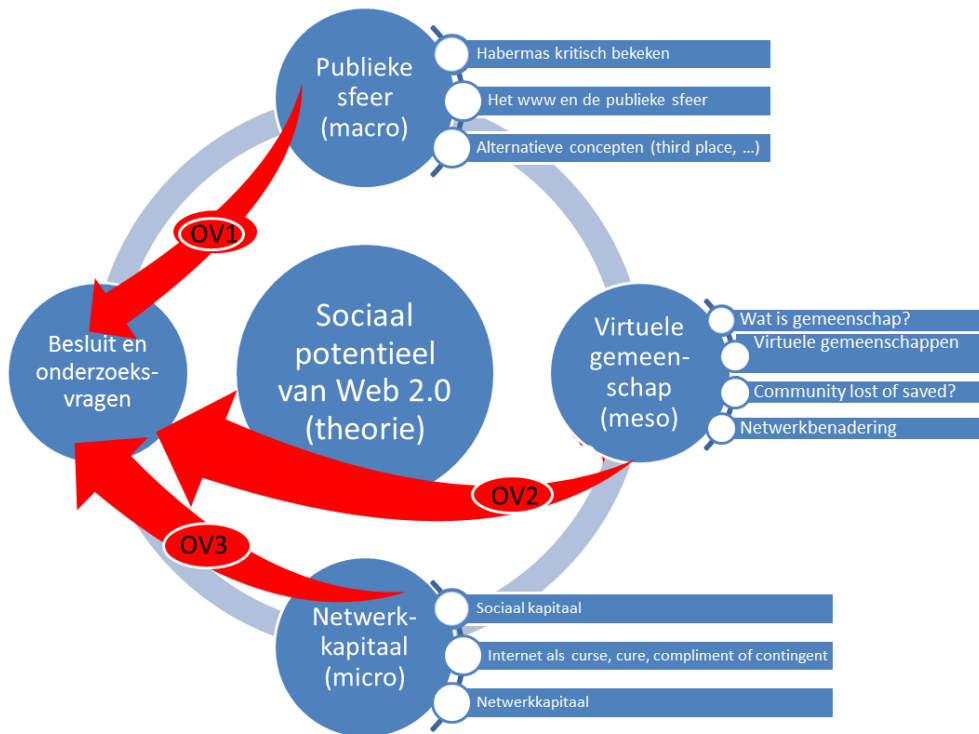 Publieke
sfeer
(macro)
Habermas kritisch bekeken
Het www en de publieke sfeer
Alternatieve concepten (third place, …)
OV1
Sociaal
potentieel
van Web 2.0
(theorie)
Besluit en
onderzoeks-
vragen
Virtuele
gemeen-
schap
(meso)
Wat is gemeenschap?
Virtuele gemeenschappen
Community lost of saved?
Netwerkbenadering
OV2
OV3
Netwerk-
kapitaal
(micro)
Sociaal kapitaal
Internet als curse, cure, compliment of contingent
Netwerkkapitaal